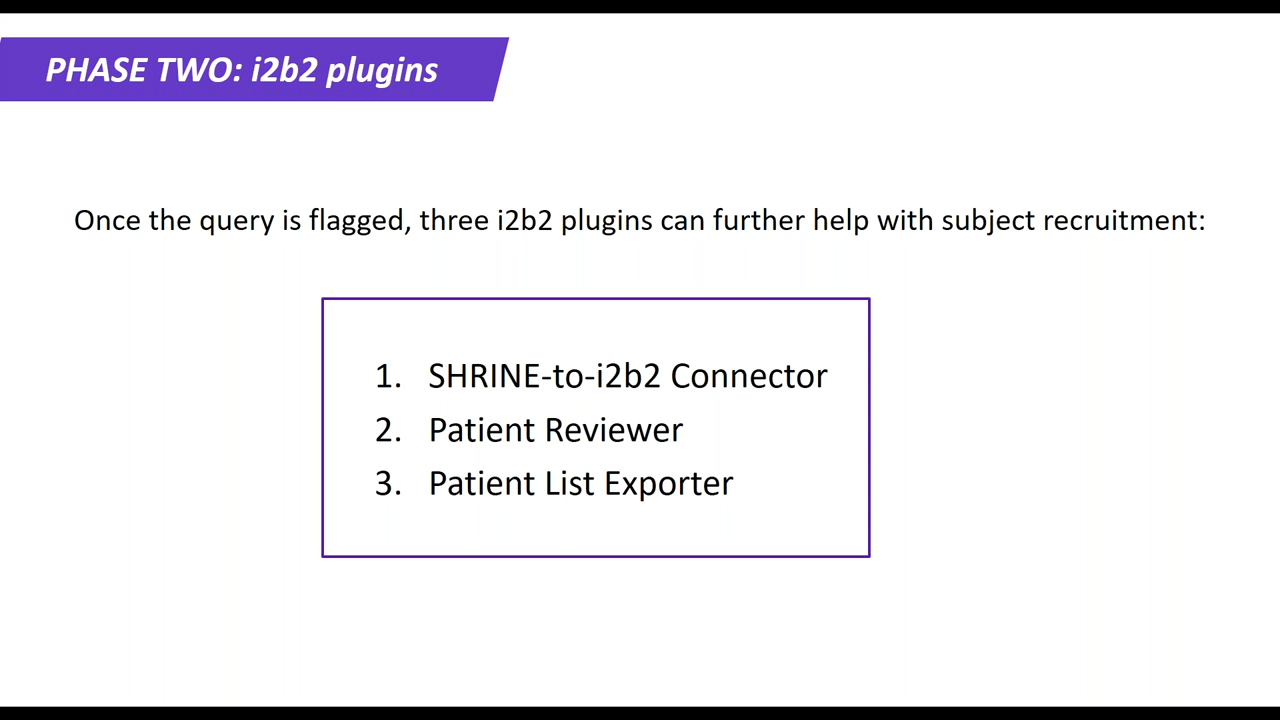 PHASE TWO: i2b2 plugins
Once the query is flagged, three i2b2 plugins can further help with subject recruitment:
1. SHRINE-to-i2b2 Connector
2. Patient Reviewer
3. Patient List Exporter